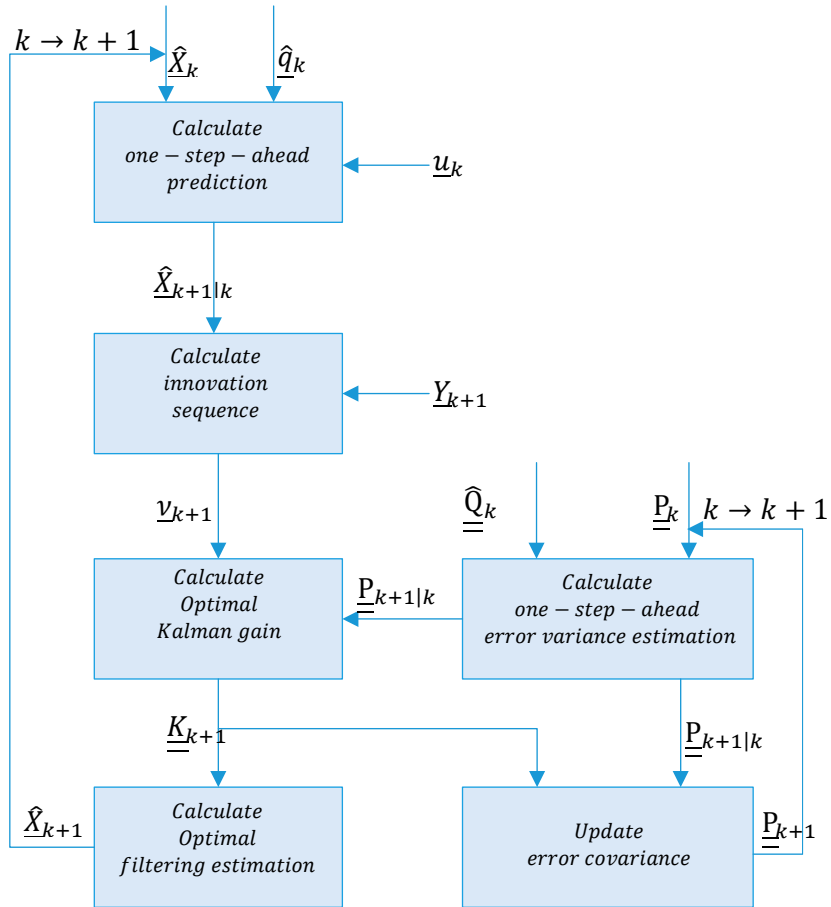 k → k + 1
X̂_k
q̂_k
Calculate
one − step − ahead
prediction
u_k
X̂_{k+1|k}
Calculate
innovation
sequence
Y_{k+1}
ν_{k+1}
Q̂_k
P_k
k → k + 1
Calculate
Optimal
Kalman gain
P_{k+1|k}
Calculate
one − step − ahead
error variance estimation
K_{k+1}
P_{k+1|k}
X̂_{k+1}
Calculate
Optimal
filtering estimation
Update
error covariance
P_{k+1}